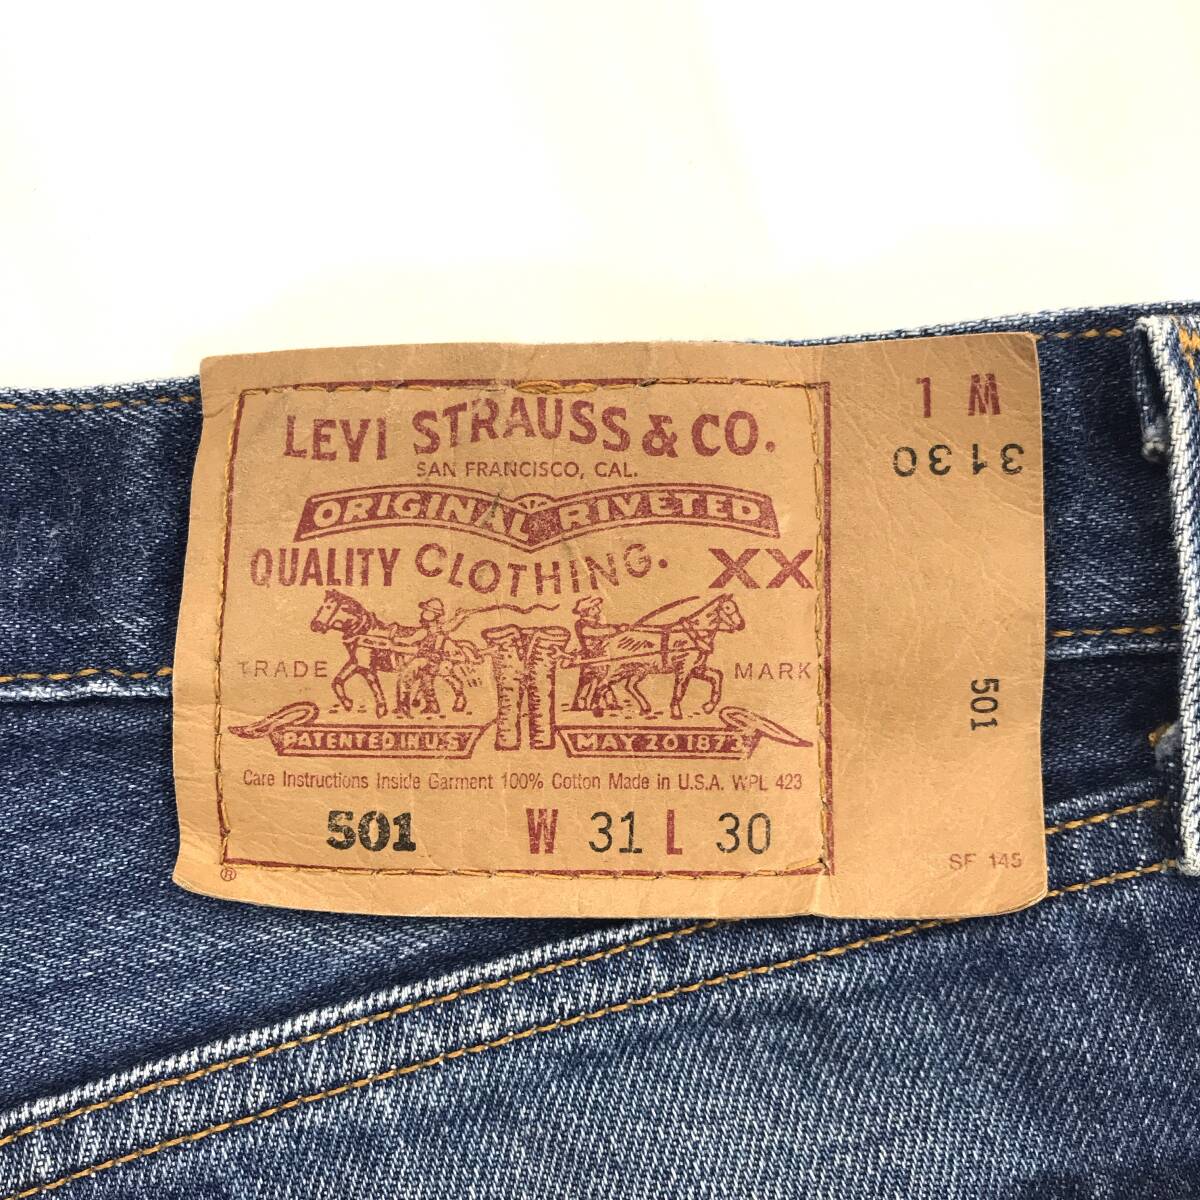 LEVI STRAUSS & CO.
SAN FRANCISCO, CAL.
ORIGINAL RIVETED
QUALITY CLOTHING. XX
TRADE MARK
PATENTED IN U.S. MAY 20 1873
Care Instructions Inside Garment 100% Cotton Made in U.S.A. WPL 423
501 W 31 L 30
®
1 M
3130
501
SF 145